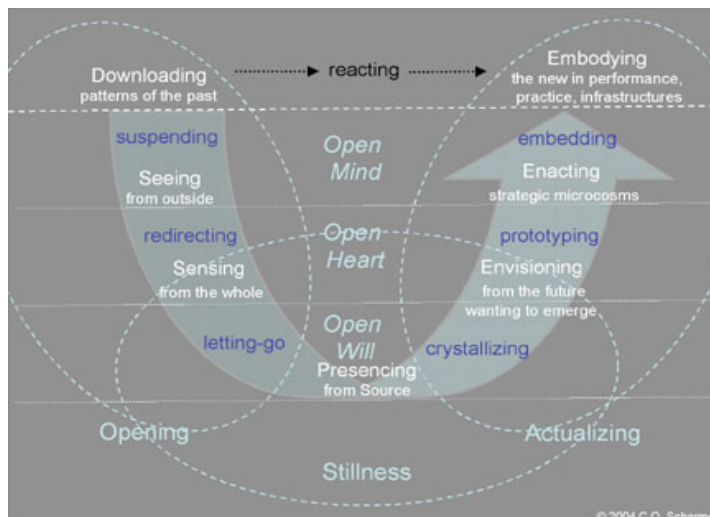 Downloading
patterns of the past
reacting
Embodying
the new in performance,
practice, infrastructures
suspending
Open
Mind
embedding
Seeing
from outside
Enacting
strategic microcosms
redirecting
Open
Heart
prototyping
Sensing
from the whole
Envisioning
from the future
wanting to emerge
letting-go
Open
Will
crystallizing
Presencing
from Source
Opening
Actualizing
Stillness
© 2004 C.O.